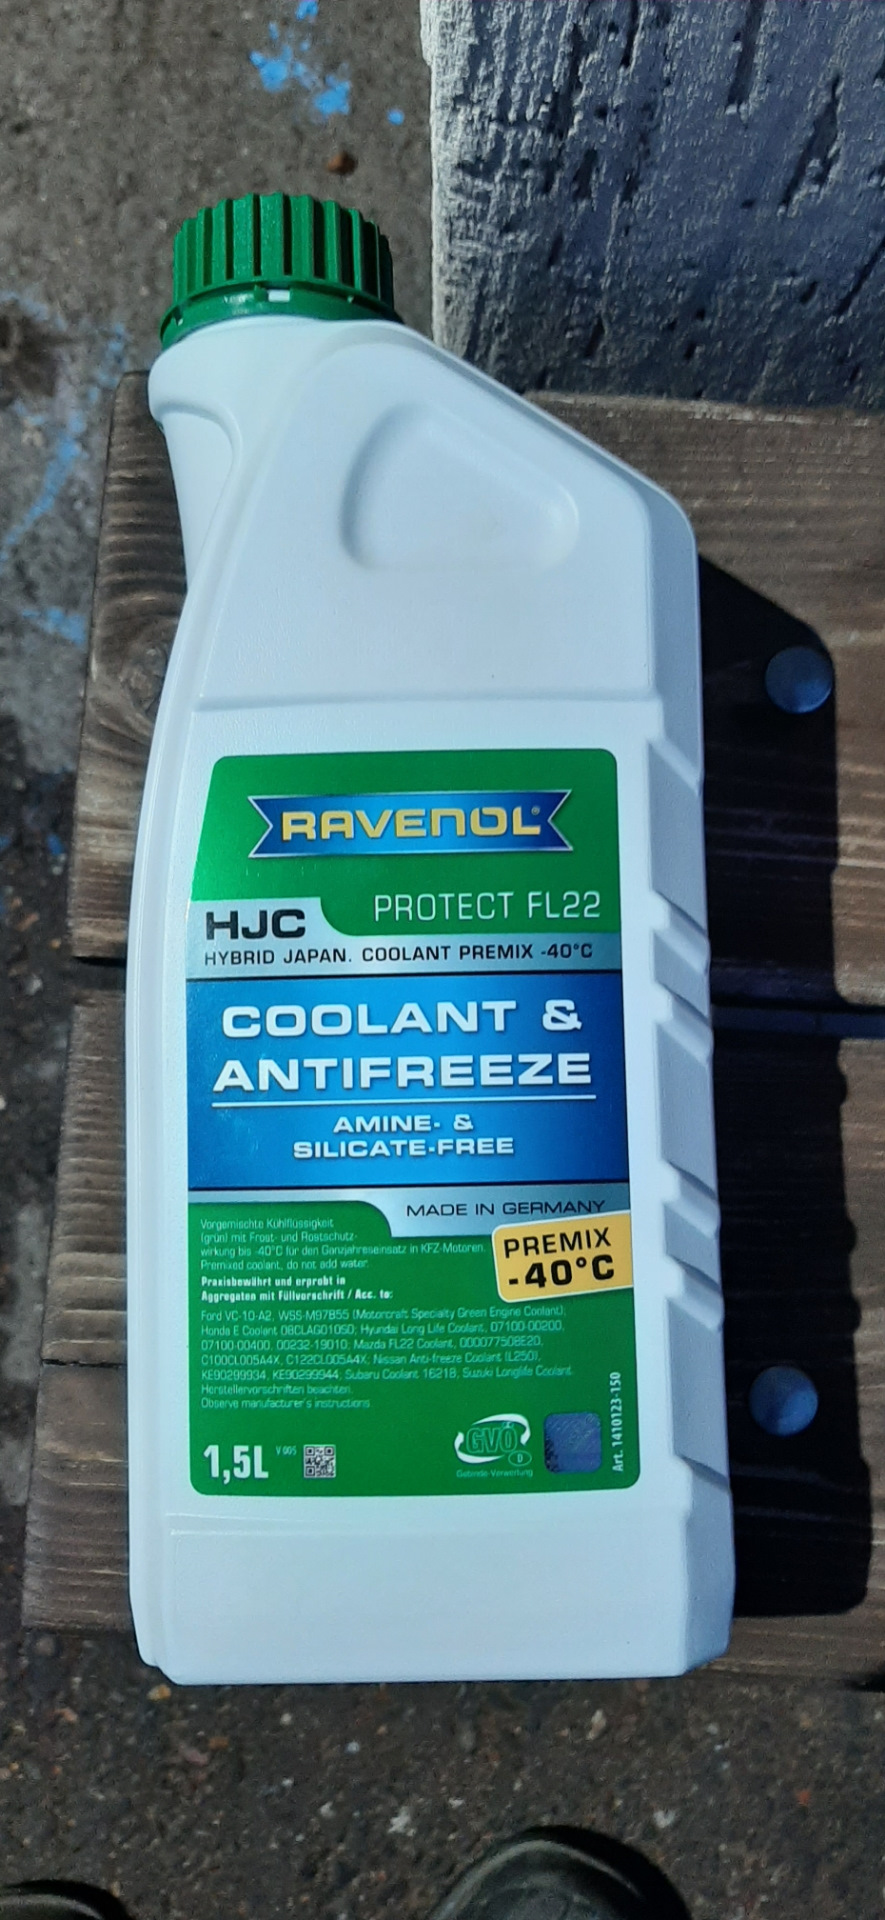 RAVENOL®
PROTECT FL22
HJC
HYBRID JAPAN. COOLANT PREMIX -40°C
COOLANT &
ANTIFREEZE
AMINE- &
SILICATE-FREE
MADE IN GERMANY
PREMIX
-40°C
Vorgemischte Kühlflüssigkeit
(grün) mit Frost- und Rostschutz-
wirkung bis -40°C für den Ganzjahreseinsatz in KFZ-Motoren.
Premixed coolant, do not add water.
Praxisbewährt und erprobt in
Aggregaten mit Füllvorschrift / Acc. to:
Ford VC-10-A2, WSS-M97B55 (Motorcraft Specialty Green Engine Coolant),
Honda E Coolant 08CLAG010S0; Hyundai Long Life Coolant, 07100-00200,
07100-00400, 00232-19010; Mazda FL22 Coolant, 000077508E20,
C100CL005A4X, C122CL005A4X; Nissan Anti-freeze Coolant (L250),
KE90299934, KE90299944; Subaru Coolant 16218, Suzuki Longlife Coolant
Herstellervorschriften beachten.
Observe manufacturer's instructions
1,5L
V 005
GVÖ
D
Gebinde Verwertung
Art. 1410123-150